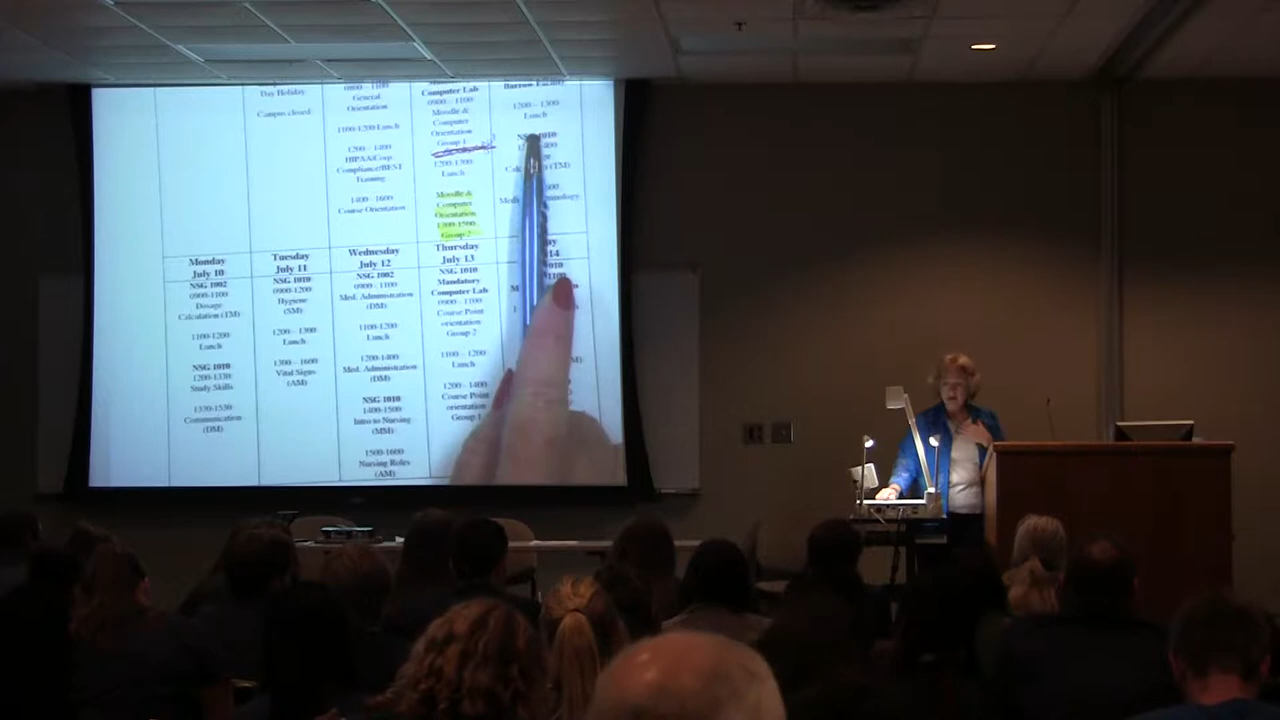 Day Holiday
Campus closed
0800 – 1100
General
Orientation
1100-1200 Lunch
1200 – 1400
HIPAA/Corp.
Compliance/BEST
Training
1400 – 1600
Course Orientation
Computer Lab
0900 – 1100
Moodle &
Computer
Orientation
Group 1
1200-1300
Lunch
Moodle &
Computer
Orientation
1300-1500
Group 2
1200 – 1300
Lunch
NSG 1010
Monday
July 10
NSG 1002
0900-1100
Dosage
Calculation (TM)
1100-1200
Lunch
NSG 1010
1200-1330
Study Skills
1330-1530
Communication
(DM)
Tuesday
July 11
NSG 1010
0900-1200
Hygiene
(SM)
1200 – 1300
Lunch
1300 – 1600
Vital Signs
(AM)
Wednesday
July 12
NSG 1002
0900 – 1100
Med. Administration
(DM)
1100-1200
Lunch
1200-1400
Med. Administration
(DM)
NSG 1010
1400-1500
Intro to Nursing
(MM)
1500-1600
Nursing Roles
(AM)
Thursday
July 13
NSG 1010
Mandatory
Computer Lab
0900 – 1100
Course Point
orientation
Group 2
1100 – 1200
Lunch
1200 – 1400
Course Point
orientation
Group 1
14